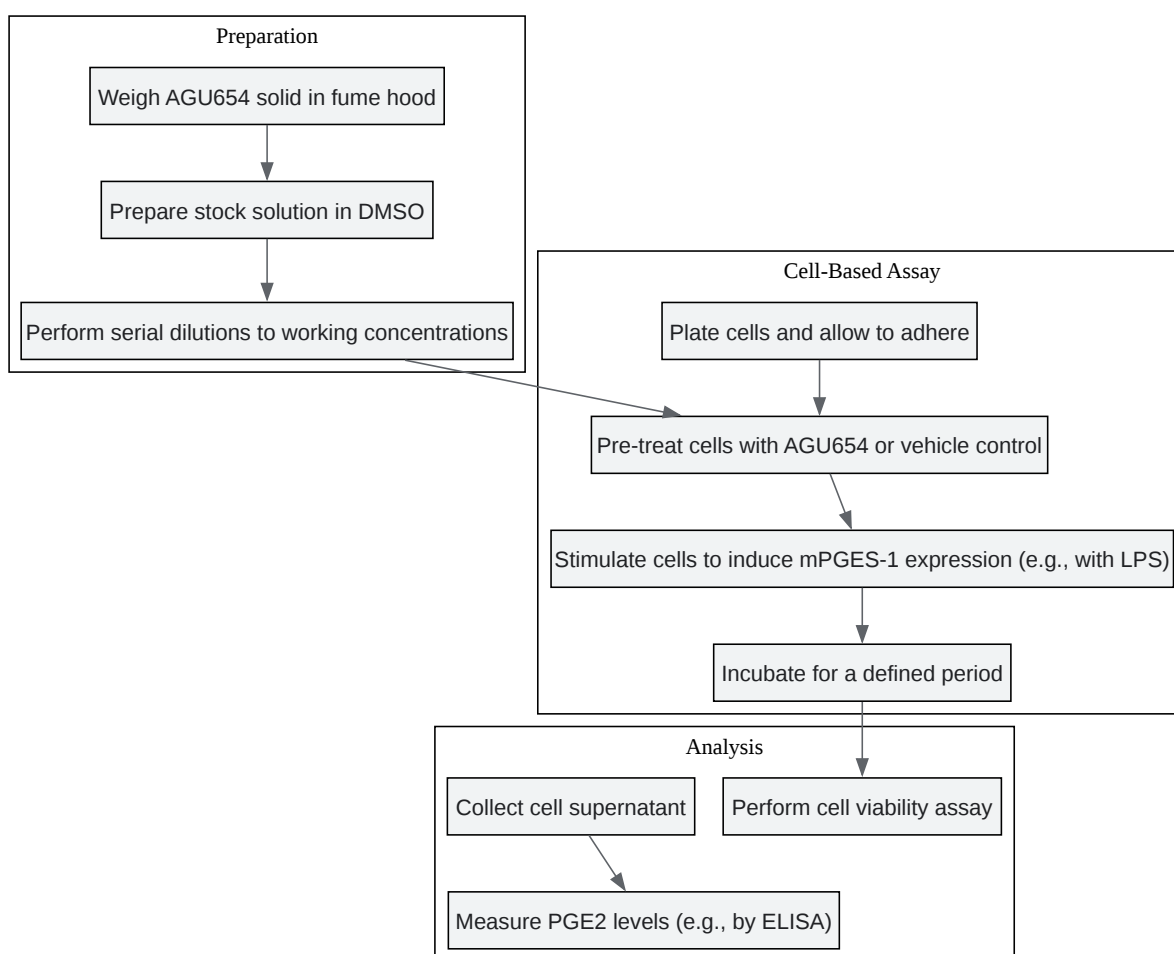 Preparation
Weigh AGU654 solid in fume hood
Prepare stock solution in DMSO
Perform serial dilutions to working concentrations
Cell-Based Assay
Plate cells and allow to adhere
Pre-treat cells with AGU654 or vehicle control
Stimulate cells to induce mPGES-1 expression (e.g., with LPS)
Incubate for a defined period
Analysis
Collect cell supernatant
Perform cell viability assay
Measure PGE2 levels (e.g., by ELISA)